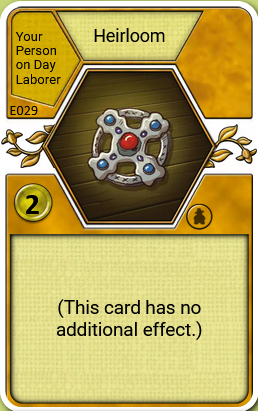 Your
Person
on Day
Laborer
Heirloom
E029
2
(This card has no
additional effect.)